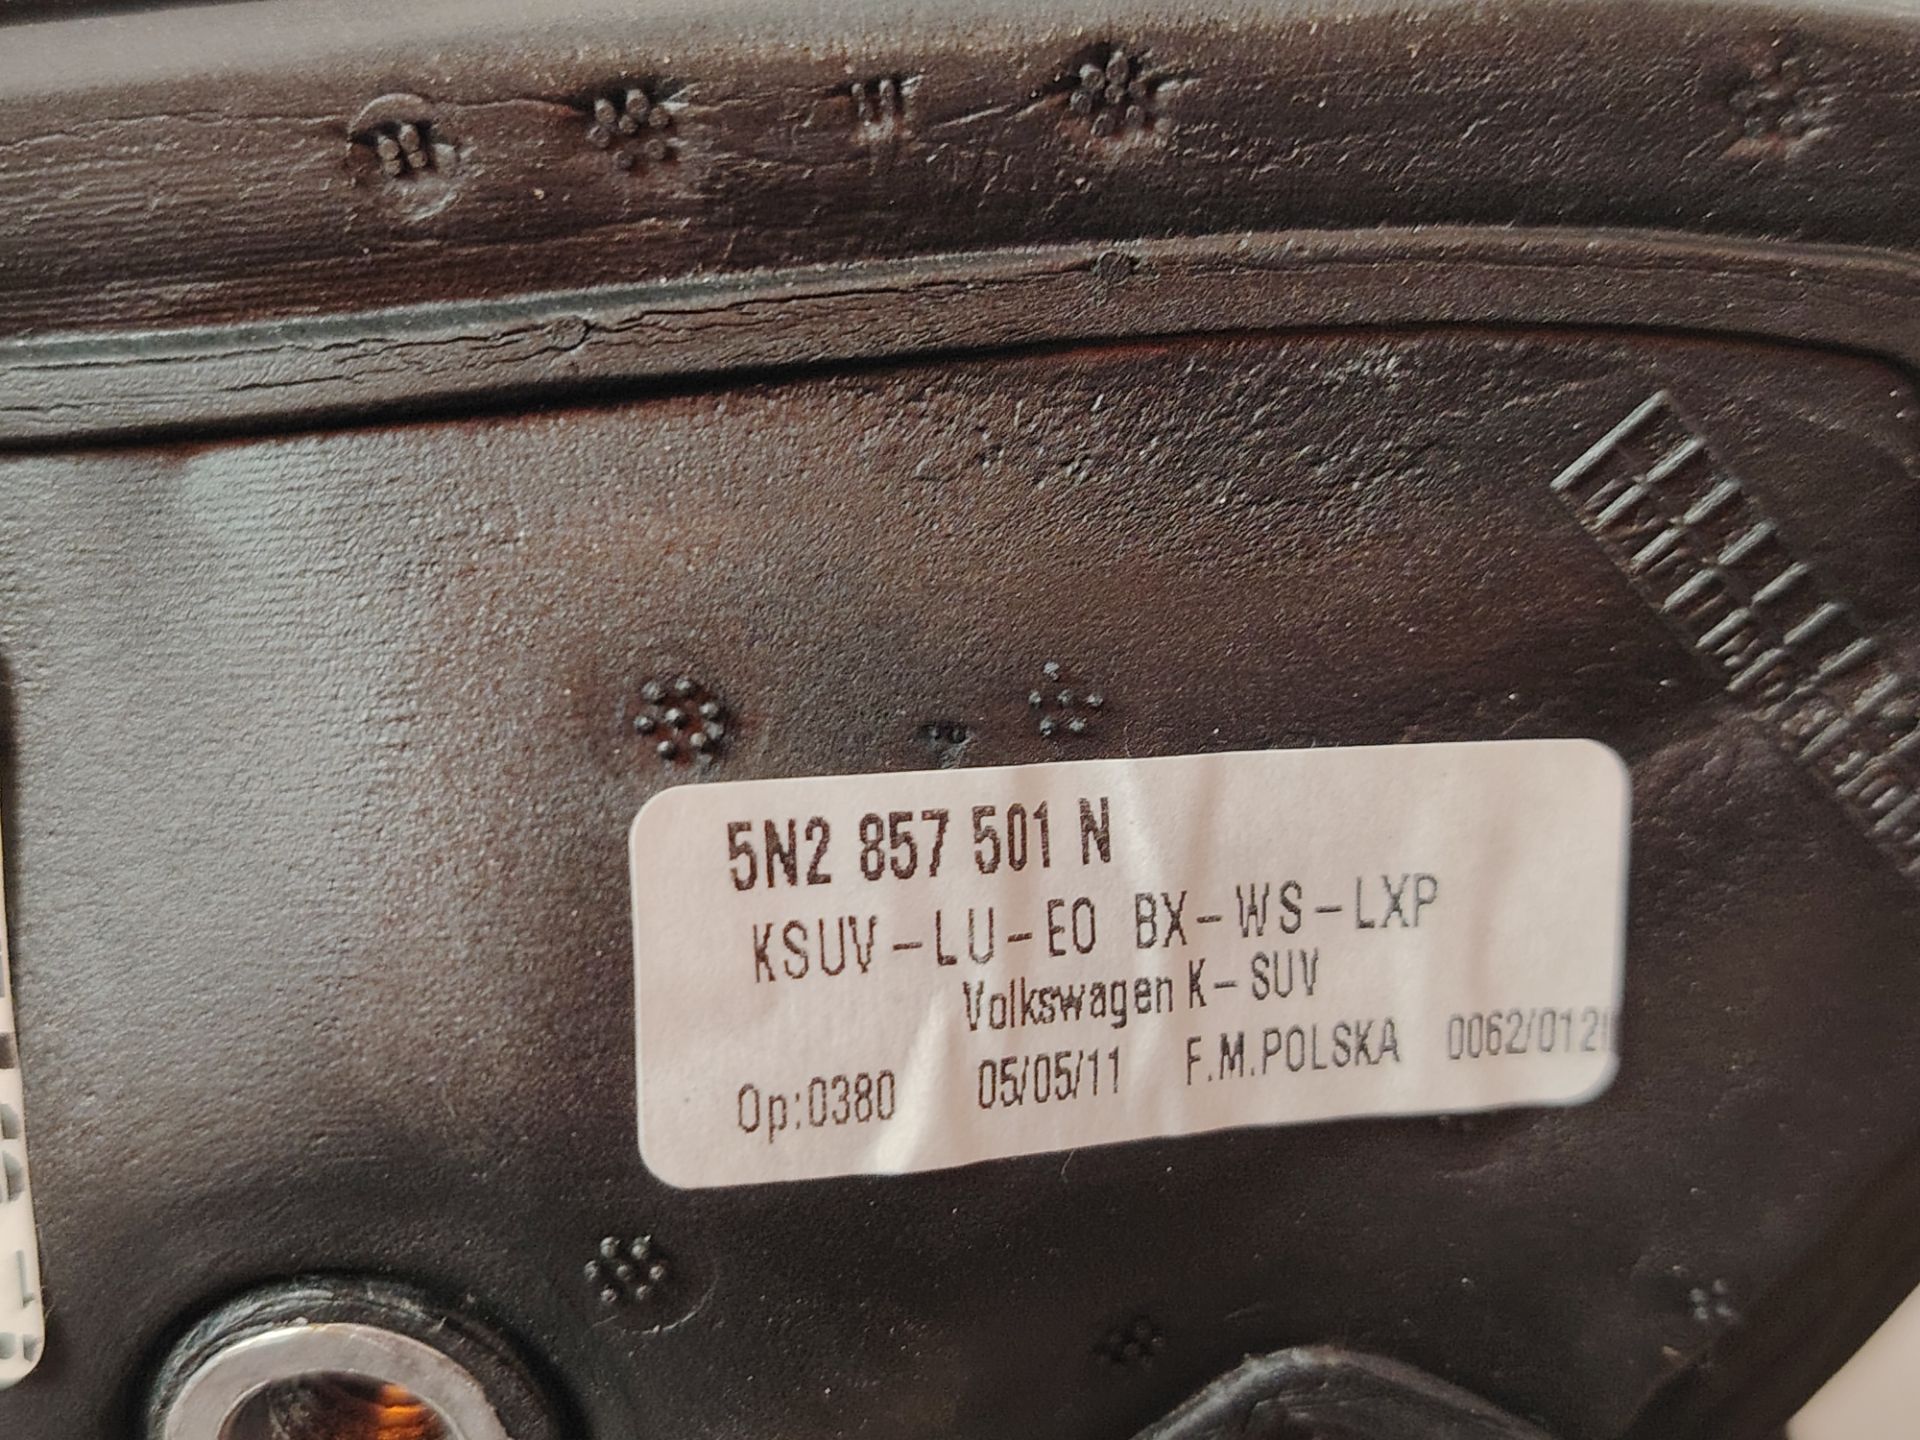 5N2 857 501 N
KSUV-LU-EO BX-WS-LXP
Volkswagen K-SUV
Op:0380 05/05/11 F.M.POLSKA